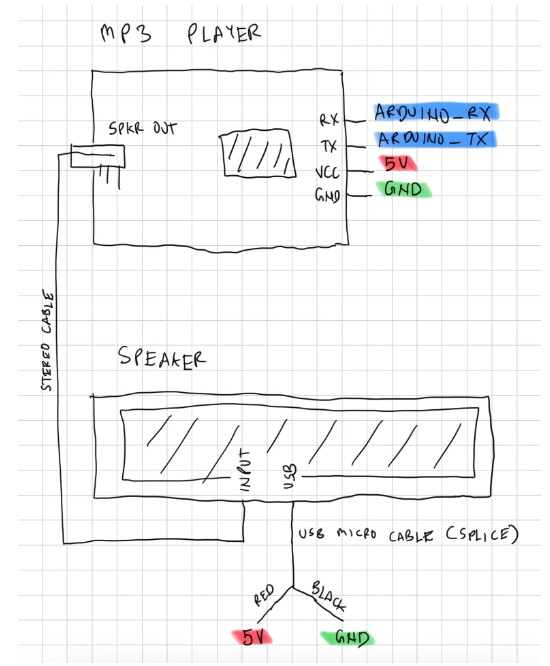 MP3 PLAYER
SPKR OUT
RX ARDUINO_RX
TX ARDUINO_TX
VCC 5V
GND GND
STEREO CABLE
SPEAKER
INPUT
USB
USB MICRO CABLE (SPLICE)
RED
BLACK
5V
GND